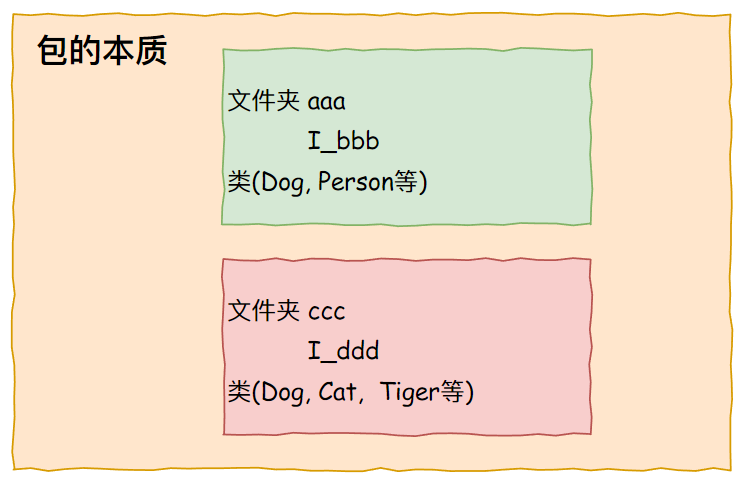 包的本质
文件夹 aaa
I_bbb
类(Dog, Person等)
文件夹 ccc
I_ddd
类(Dog, Cat, Tiger等)